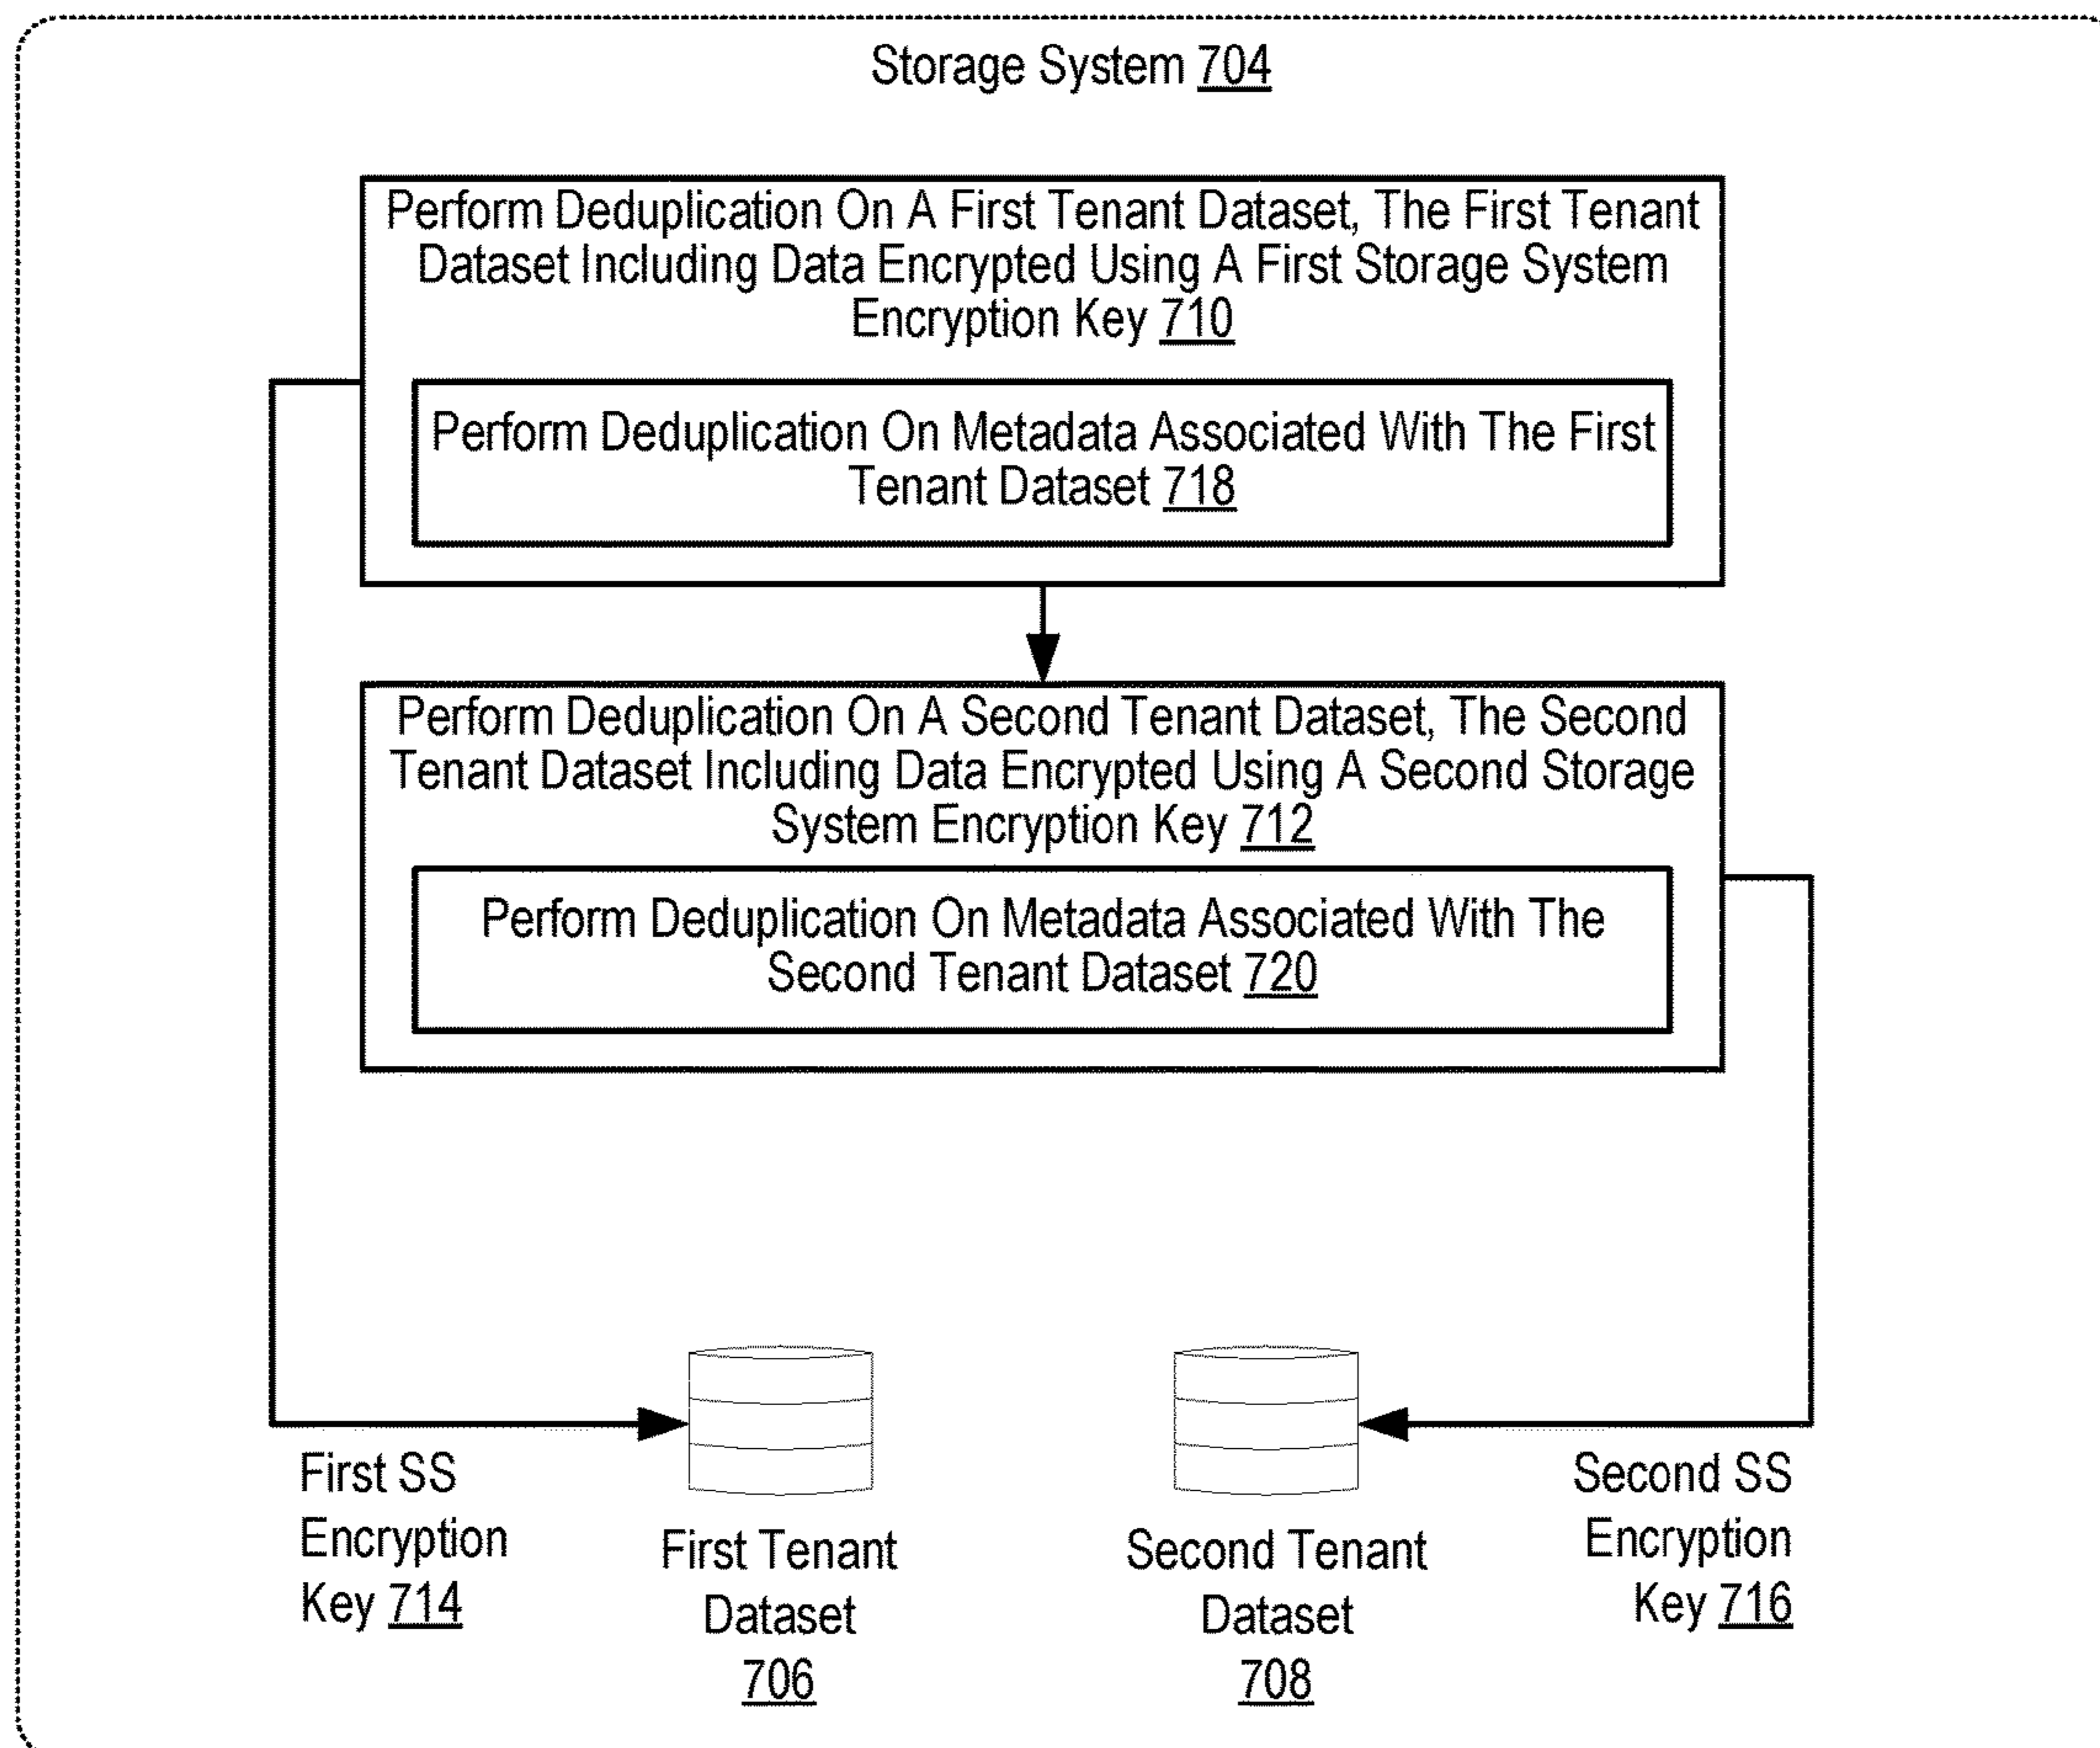 Storage System 704
Perform Deduplication On A First Tenant Dataset, The First Tenant
Dataset Including Data Encrypted Using A First Storage System
Encryption Key 710
Perform Deduplication On Metadata Associated With The First
Tenant Dataset 718
Perform Deduplication On A Second Tenant Dataset, The Second
Tenant Dataset Including Data Encrypted Using A Second Storage
System Encryption Key 712
Perform Deduplication On Metadata Associated With The
Second Tenant Dataset 720
First SS
Encryption
Key 714
First Tenant
Dataset
706
Second Tenant
Dataset
708
Second SS
Encryption
Key 716